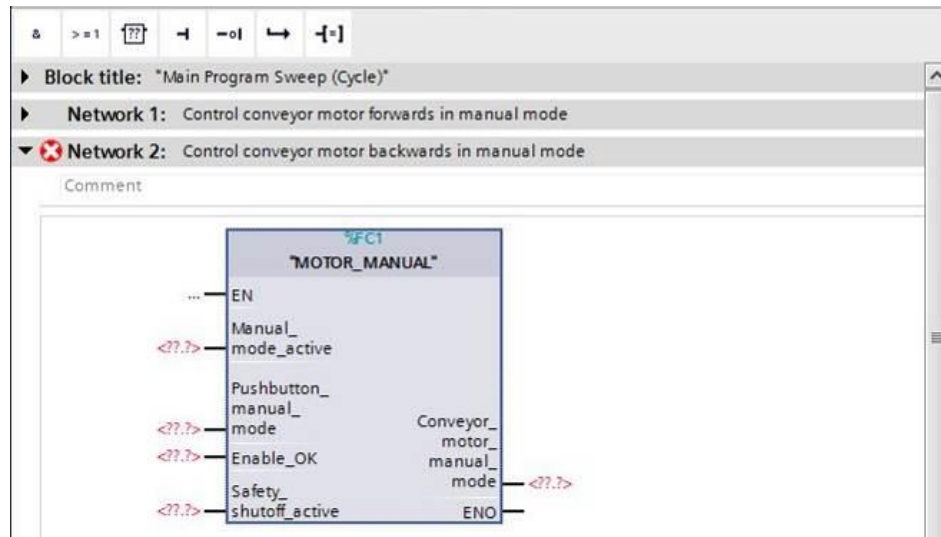 & >=1 ??
Block title: "Main Program Sweep (Cycle)"
Network 1: Control conveyor motor forwards in manual mode
Network 2: Control conveyor motor backwards in manual mode
Comment
%FC1
"MOTOR_MANUAL"
... EN
Manual_
<??.?> mode_active
Pushbutton_
manual_
<??.?> mode
<??.?> Enable_OK
Safety_
<??.?> shutoff_active
Conveyor_
motor_
manual_
mode <??.?>
ENO